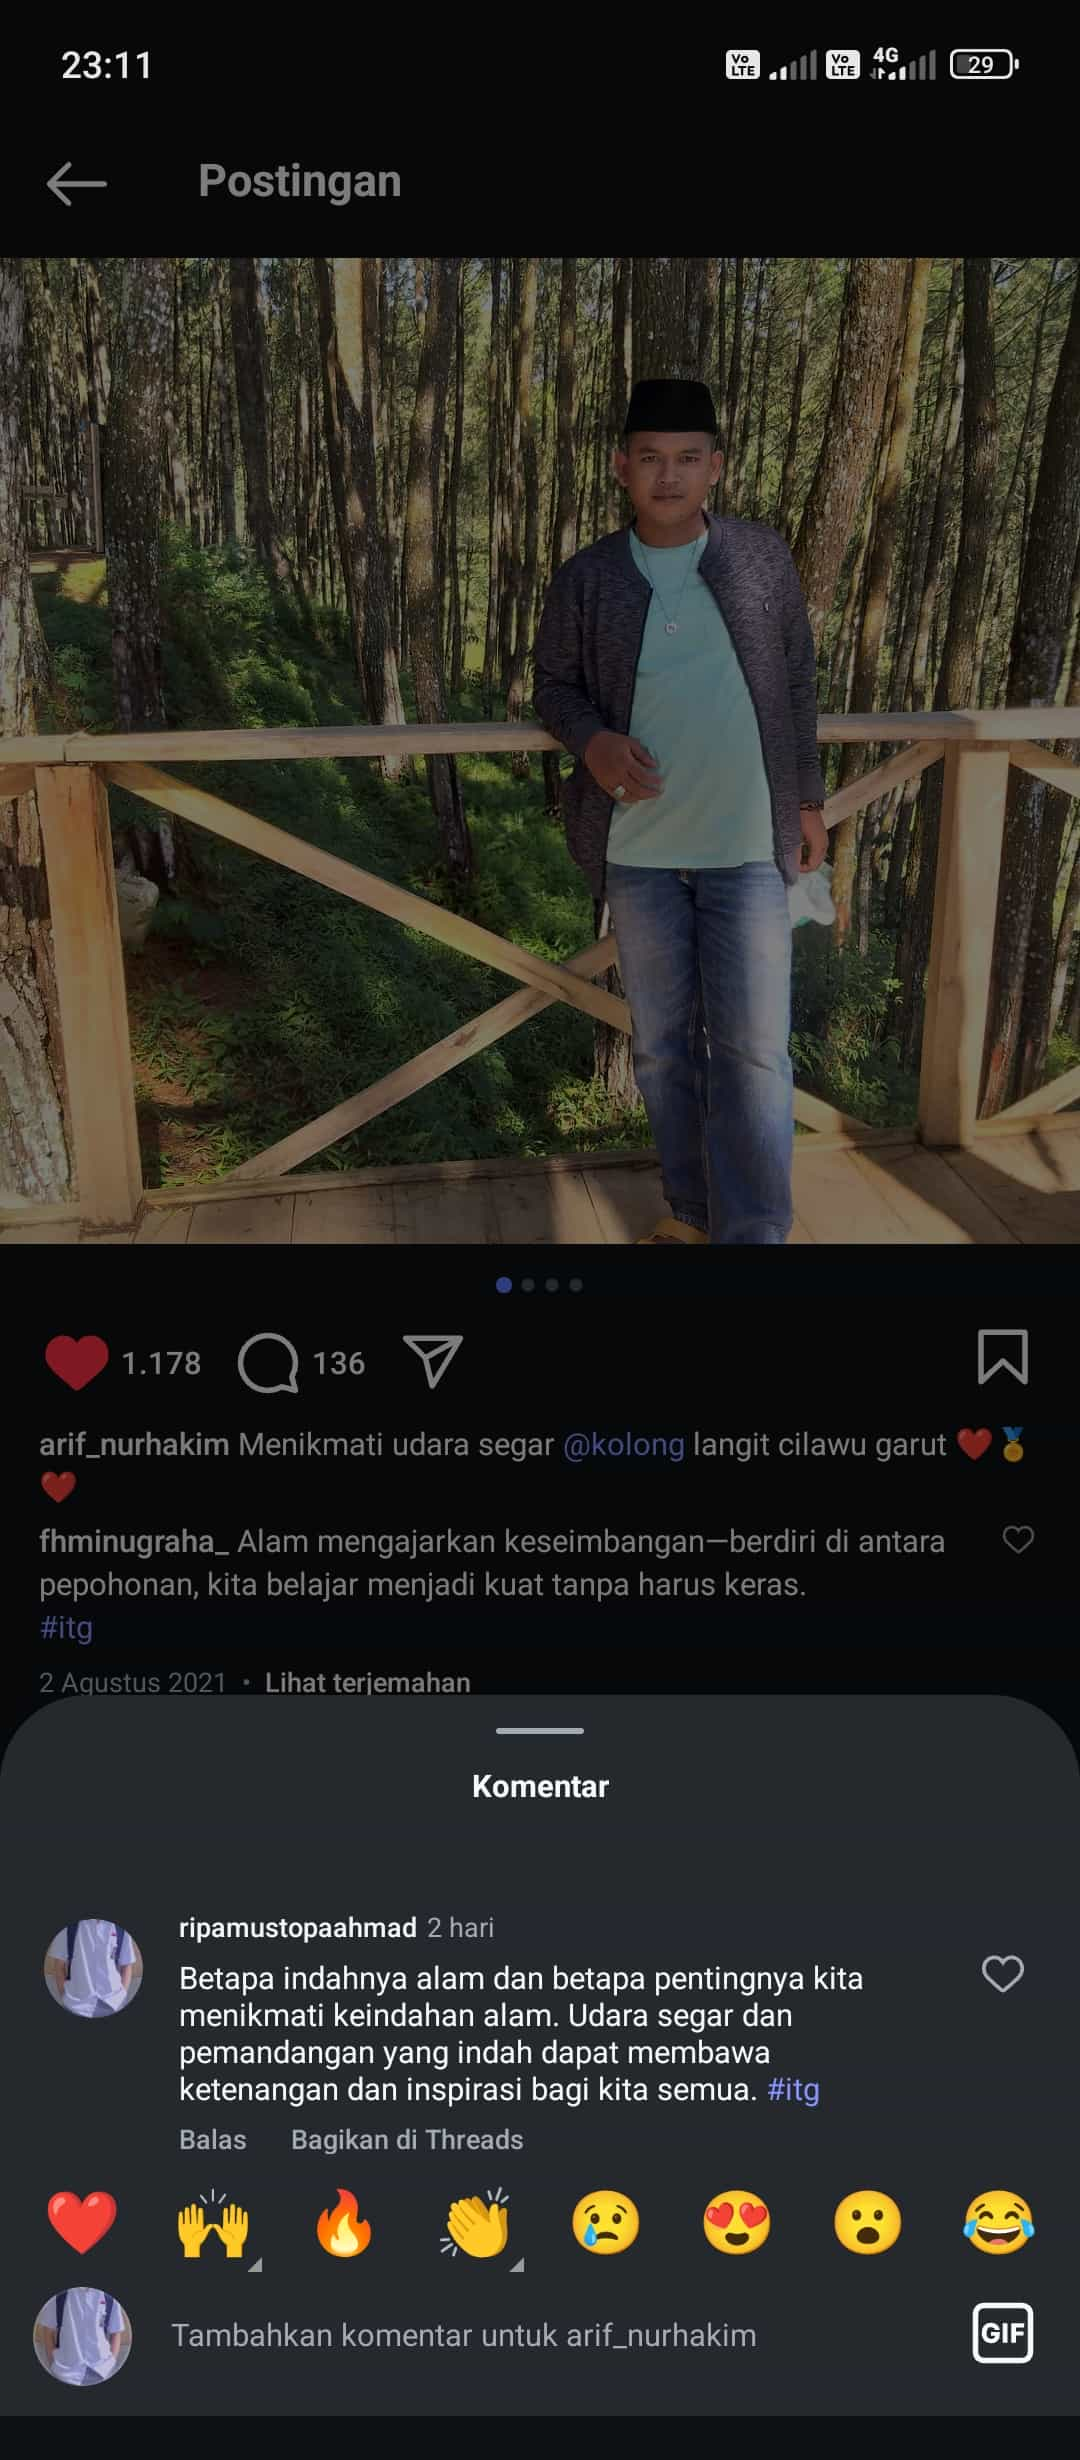 23:11
Vo LTE Vo LTE 4G 29
Postingan
1.178 136
arif_nurhakim Menikmati udara segar @kolong langit cilawu garut ❤️🏅
❤️
fhminugraha_ Alam mengajarkan keseimbangan—berdiri di antara
pepohonan, kita belajar menjadi kuat tanpa harus keras.
#itg
2 Agustus 2021 • Lihat terjemahan
Komentar
ripamustopaahmad 2 hari
Betapa indahnya alam dan betapa pentingnya kita
menikmati keindahan alam. Udara segar dan
pemandangan yang indah dapat membawa
ketenangan dan inspirasi bagi kita semua. #itg
Balas Bagikan di Threads
❤️🙌🔥👏😢😍😮😂
Tambahkan komentar untuk arif_nurhakim GIF